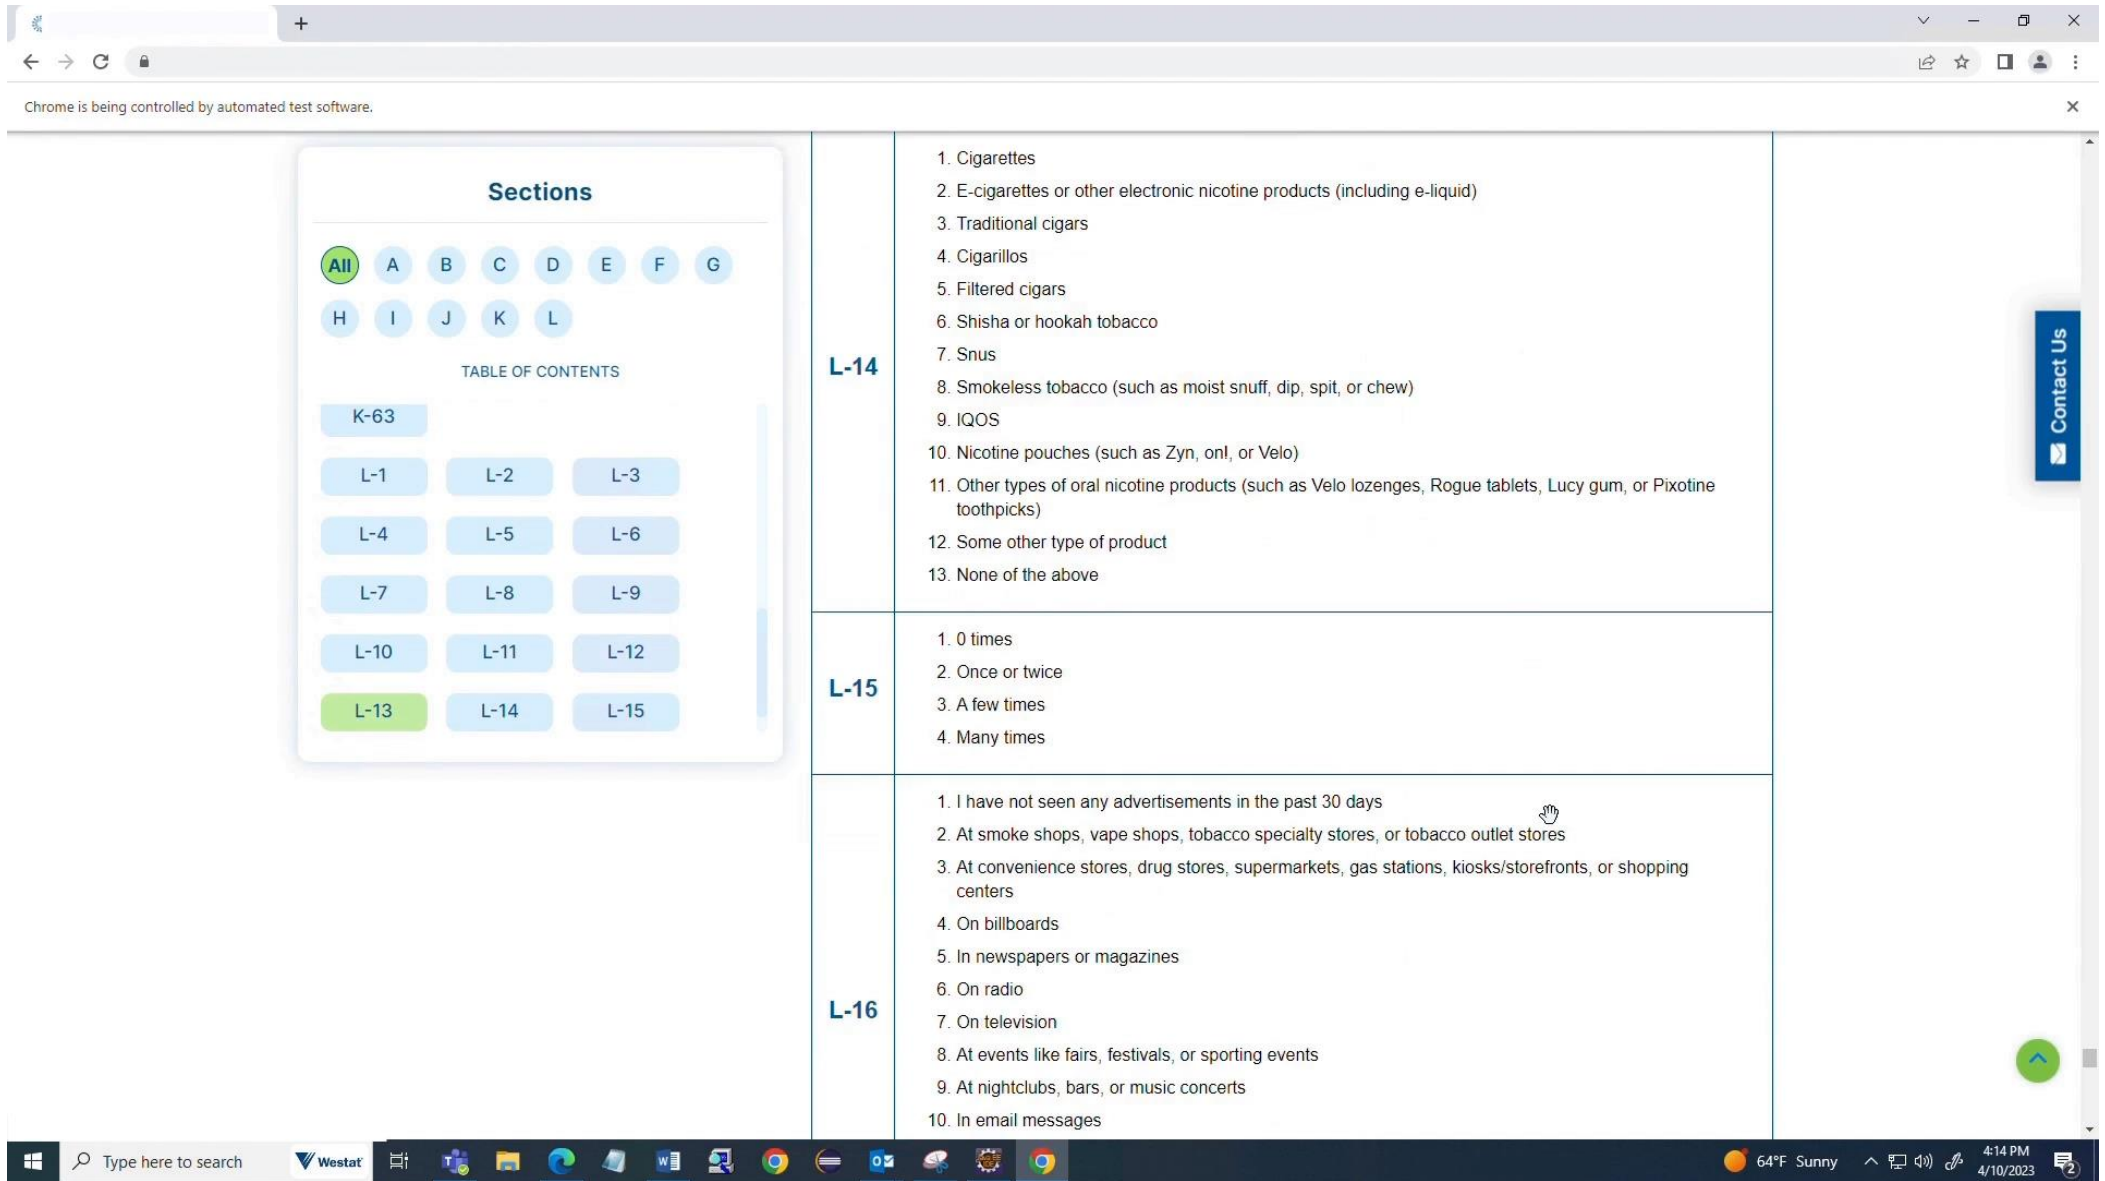 Chrome is being controlled by automated test software.
Sections
All A B C D E F G
H I J K L
TABLE OF CONTENTS
K-63
L-1 L-2 L-3
L-4 L-5 L-6
L-7 L-8 L-9
L-10 L-11 L-12
L-13 L-14 L-15
L-14
1. Cigarettes
2. E-cigarettes or other electronic nicotine products (including e-liquid)
3. Traditional cigars
4. Cigarillos
5. Filtered cigars
6. Shisha or hookah tobacco
7. Snus
8. Smokeless tobacco (such as moist snuff, dip, spit, or chew)
9. IQOS
10. Nicotine pouches (such as Zyn, on!, or Velo)
11. Other types of oral nicotine products (such as Velo lozenges, Rogue tablets, Lucy gum, or Pixotine
toothpicks)
12. Some other type of product
13. None of the above
L-15
1. 0 times
2. Once or twice
3. A few times
4. Many times
L-16
1. I have not seen any advertisements in the past 30 days
2. At smoke shops, vape shops, tobacco specialty stores, or tobacco outlet stores
3. At convenience stores, drug stores, supermarkets, gas stations, kiosks/storefronts, or shopping
centers
4. On billboards
5. In newspapers or magazines
6. On radio
7. On television
8. At events like fairs, festivals, or sporting events
9. At nightclubs, bars, or music concerts
10. In email messages
Contact Us
Type here to search
Westat
64°F Sunny
4:14 PM
4/10/2023
2